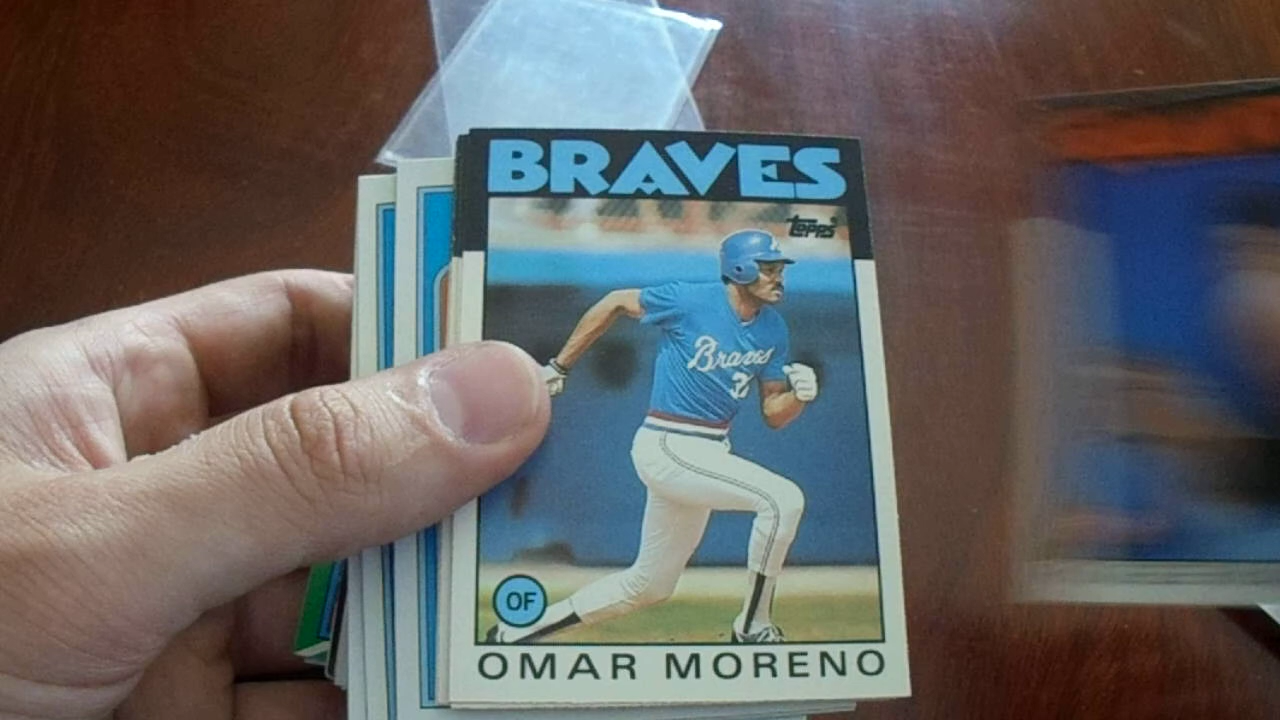 BRAVES
Topps
Braves
OF
OMAR MORENO